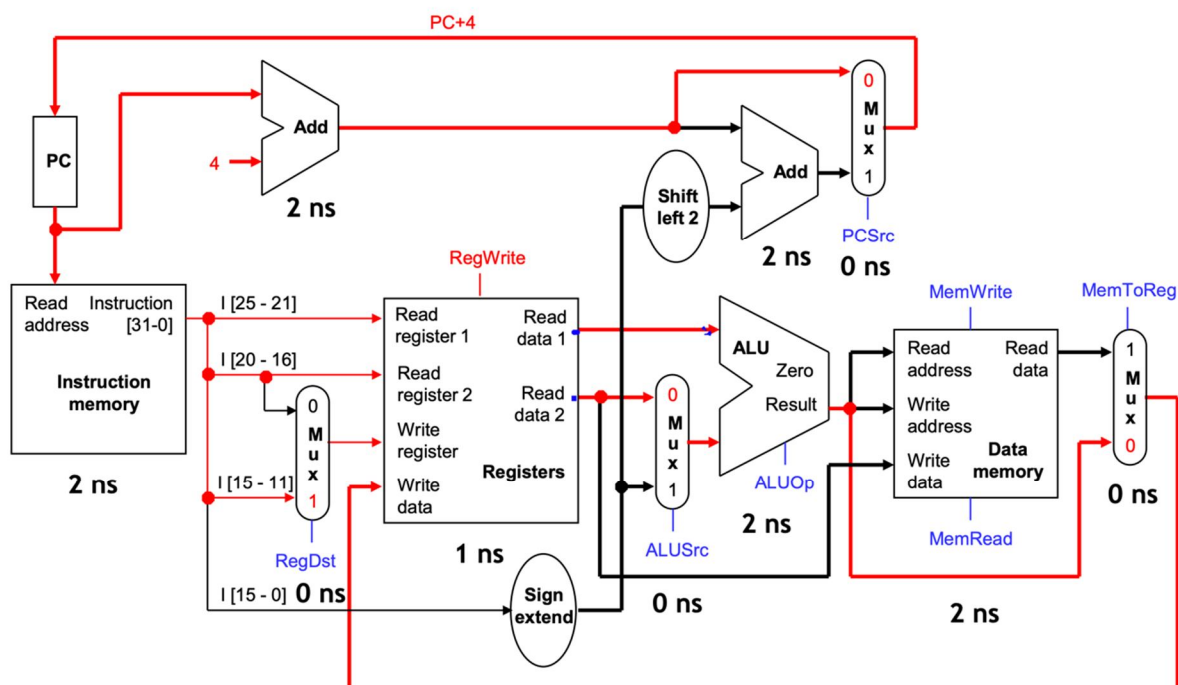 PC+4
PC
Add
4
2 ns
0
M
u
x
1
Add
Shift
left 2
2 ns
PCSrc
0 ns
Read
address
Instruction
[31-0]
Instruction
memory
2 ns
I [25 - 21]
I [20 - 16]
I [15 - 11]
I [15 - 0]
0
M
u
x
1
RegDst
0 ns
RegWrite
Read
register 1
Read
data 1
Read
register 2
Read
data 2
Write
register
Registers
Write
data
1 ns
Sign
extend
0
M
u
x
1
ALUSrc
0 ns
ALU
Zero
Result
ALUOp
2 ns
MemWrite
Read
address
Read
data
Write
address
Data
memory
Write
data
MemRead
2 ns
MemToReg
1
M
u
x
0
0 ns